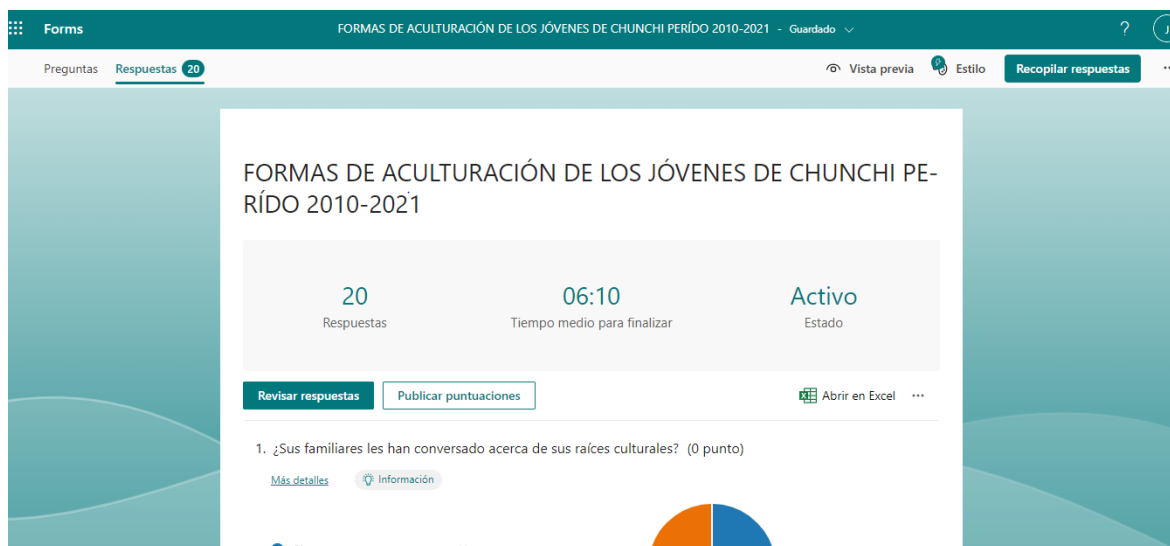 Forms
FORMAS DE ACULTURACIÓN DE LOS JÓVENES DE CHUNCHI PERÍDO 2010-2021 - Guardado
?
Preguntas
Respuestas 20
Vista previa
Estilo
Recopilar respuestas
...
FORMAS DE ACULTURACIÓN DE LOS JÓVENES DE CHUNCHI PE-
RÍDO 2010-2021
20
Respuestas
06:10
Tiempo medio para finalizar
Activo
Estado
Revisar respuestas
Publicar puntuaciones
Abrir en Excel
...
1. ¿Sus familiares les han conversado acerca de sus raíces culturales? (0 punto)
Más detalles
Información